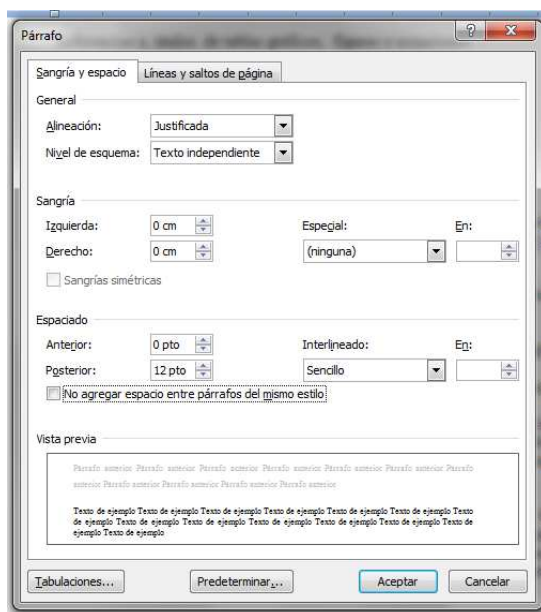 Párrafo
Sangría y espacio Líneas y saltos de página
General
Alineación: Justificada
Nivel de esquema: Texto independiente
Sangría
Izquierda: 0 cm Especial: En:
Derecho: 0 cm (ninguna)
Sangrías simétricas
Espaciado
Anterior: 0 pto Interlineado: En:
Posterior: 12 pto Sencillo
No agregar espacio entre párrafos del mismo estilo
Vista previa
Párrafo anterior Párrafo anterior Párrafo anterior Párrafo anterior Párrafo anterior Párrafo anterior Párrafo
anterior Párrafo anterior Párrafo anterior Párrafo anterior Párrafo anterior
Texto de ejemplo Texto de ejemplo Texto de ejemplo Texto de ejemplo Texto de ejemplo Texto de ejemplo Texto
de ejemplo Texto de ejemplo Texto de ejemplo Texto de ejemplo Texto de ejemplo Texto de ejemplo Texto de
ejemplo Texto de ejemplo
Tabulaciones... Predeterminar... Aceptar Cancelar